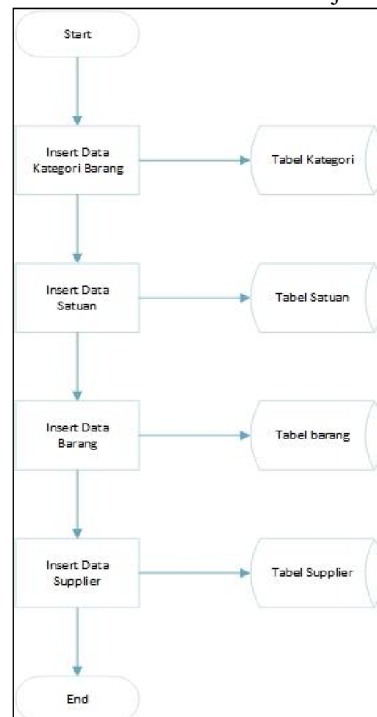 Start
Insert Data
Kategori Barang
Tabel Kategori
Insert Data
Satuan
Tabel Satuan
Insert Data
Barang
Tabel barang
Insert Data
Supplier
Tabel Supplier
End